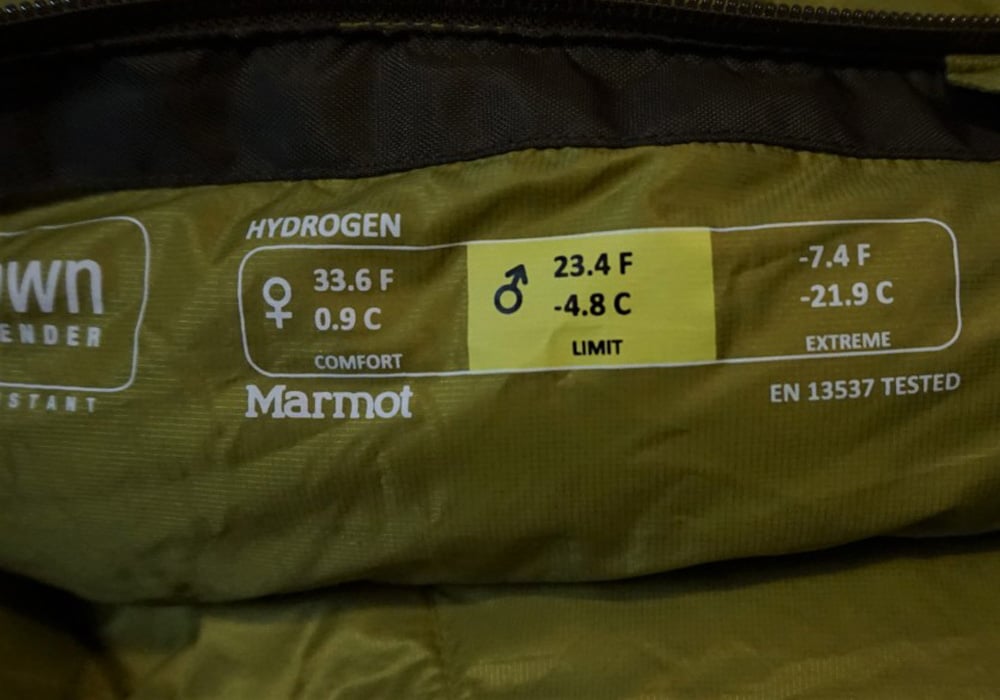 HYDROGEN
33.6 F
0.9 C
COMFORT
23.4 F
-4.8 C
LIMIT
-7.4 F
-21.9 C
EXTREME
Marmot
EN 13537 TESTED